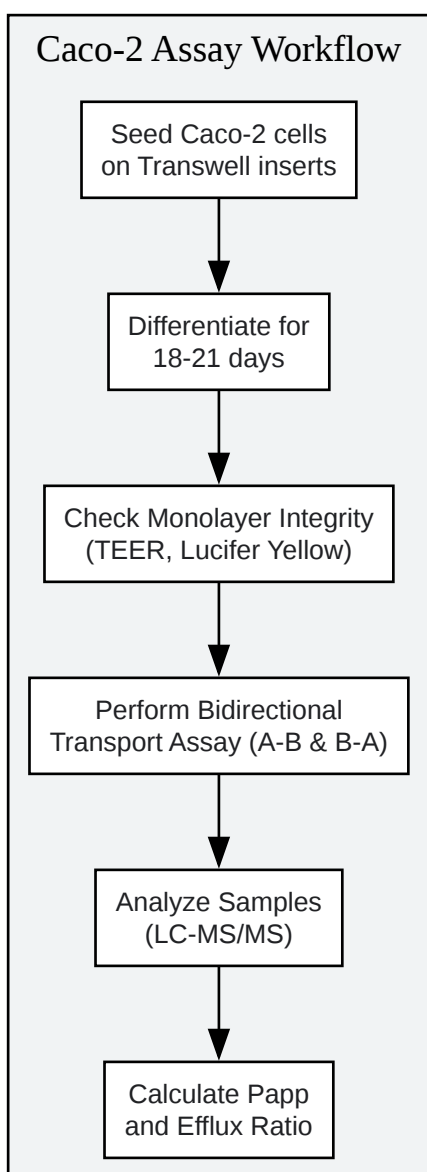 Caco-2 Assay Workflow
Seed Caco-2 cells
on Transwell inserts
Differentiate for
18-21 days
Check Monolayer Integrity
(TEER, Lucifer Yellow)
Perform Bidirectional
Transport Assay (A-B & B-A)
Analyze Samples
(LC-MS/MS)
Calculate Papp
and Efflux Ratio